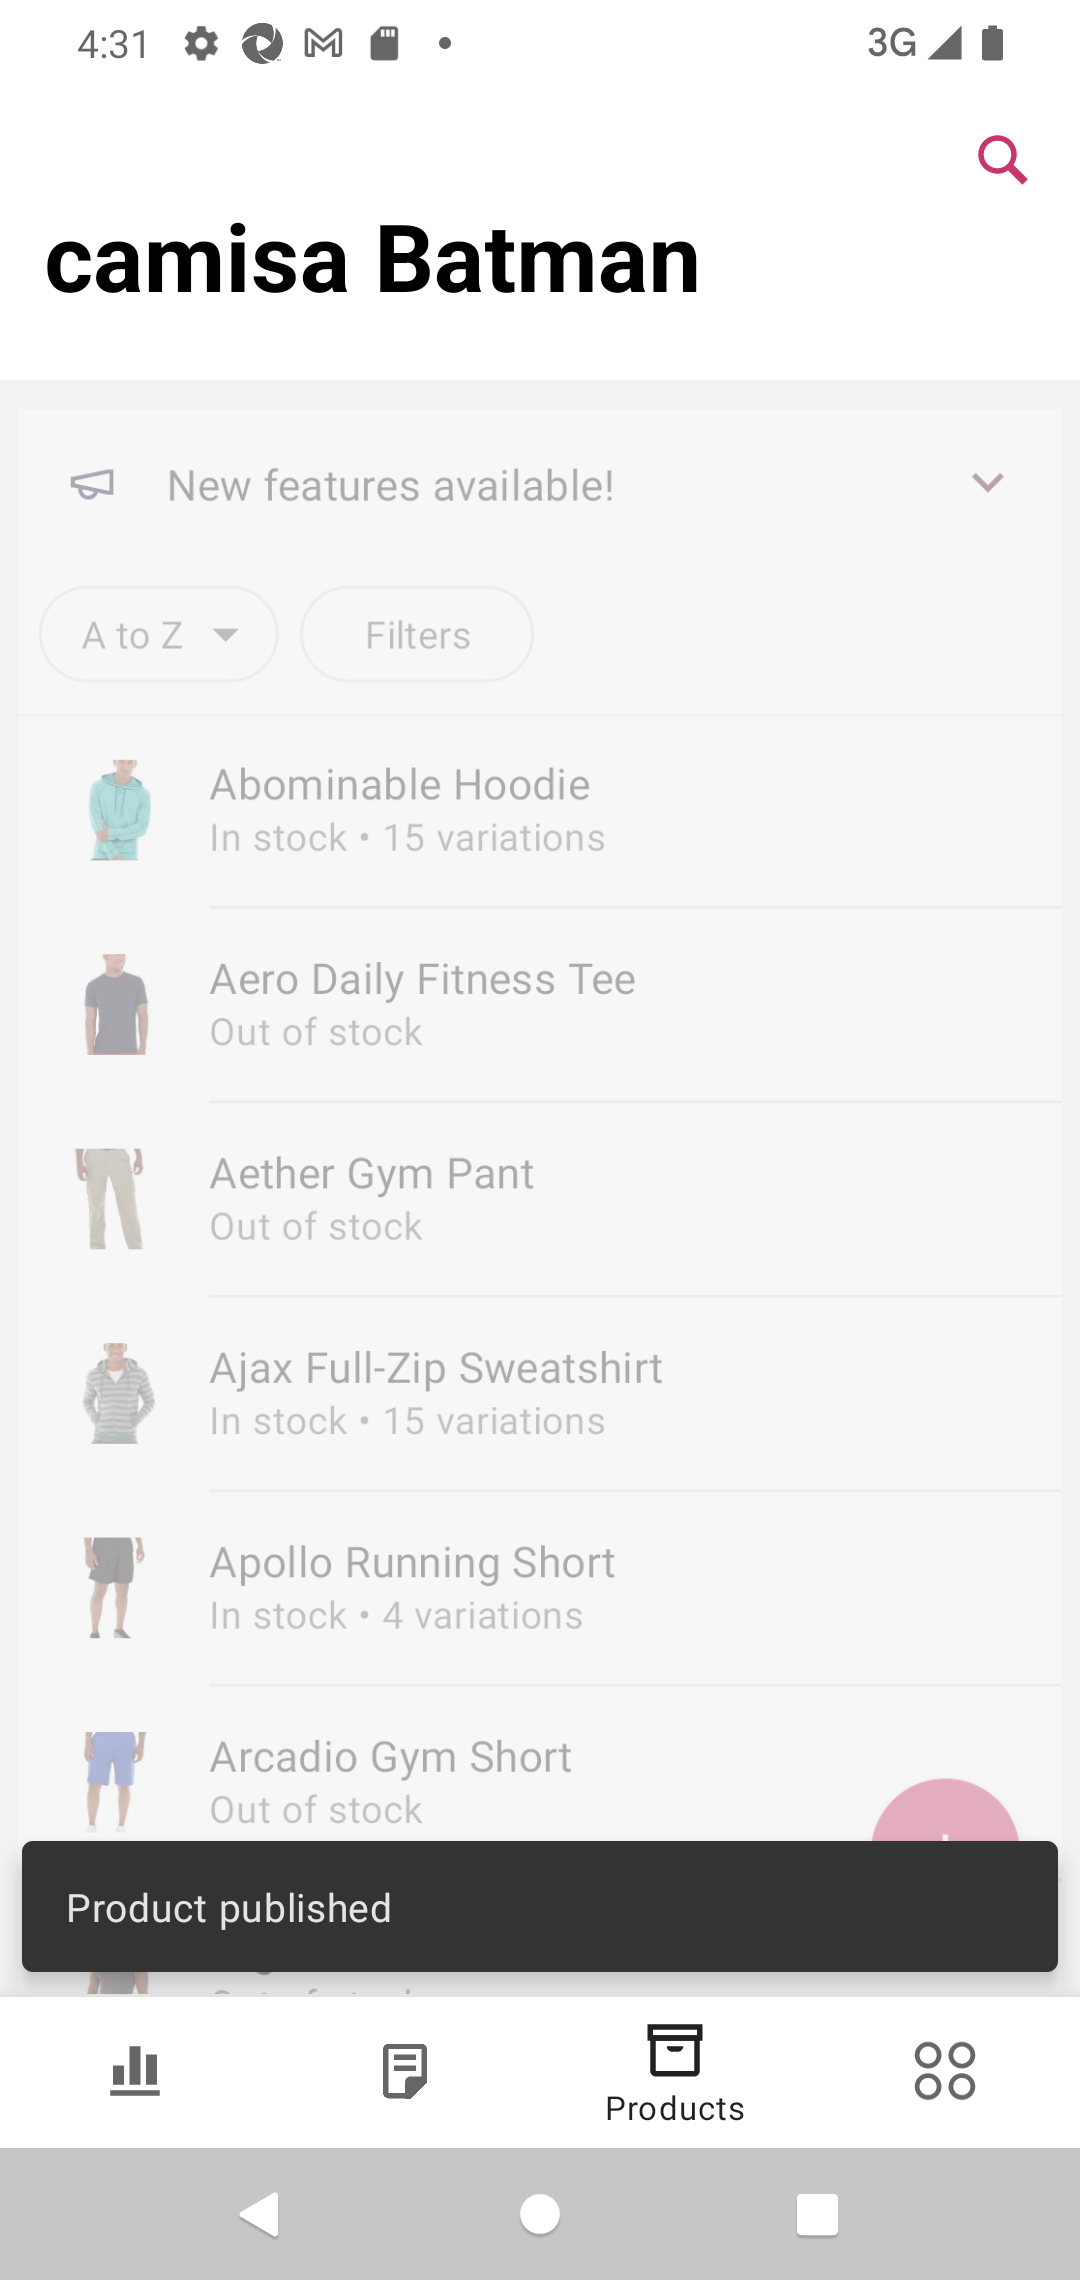 4:31
3G
camisa Batman
New features available!
A to Z
Filters
Abominable Hoodie
In stock • 15 variations
Aero Daily Fitness Tee
Out of stock
Aether Gym Pant
Out of stock
Ajax Full-Zip Sweatshirt
In stock • 15 variations
Apollo Running Short
In stock • 4 variations
Arcadio Gym Short
Out of stock
Product published
Products